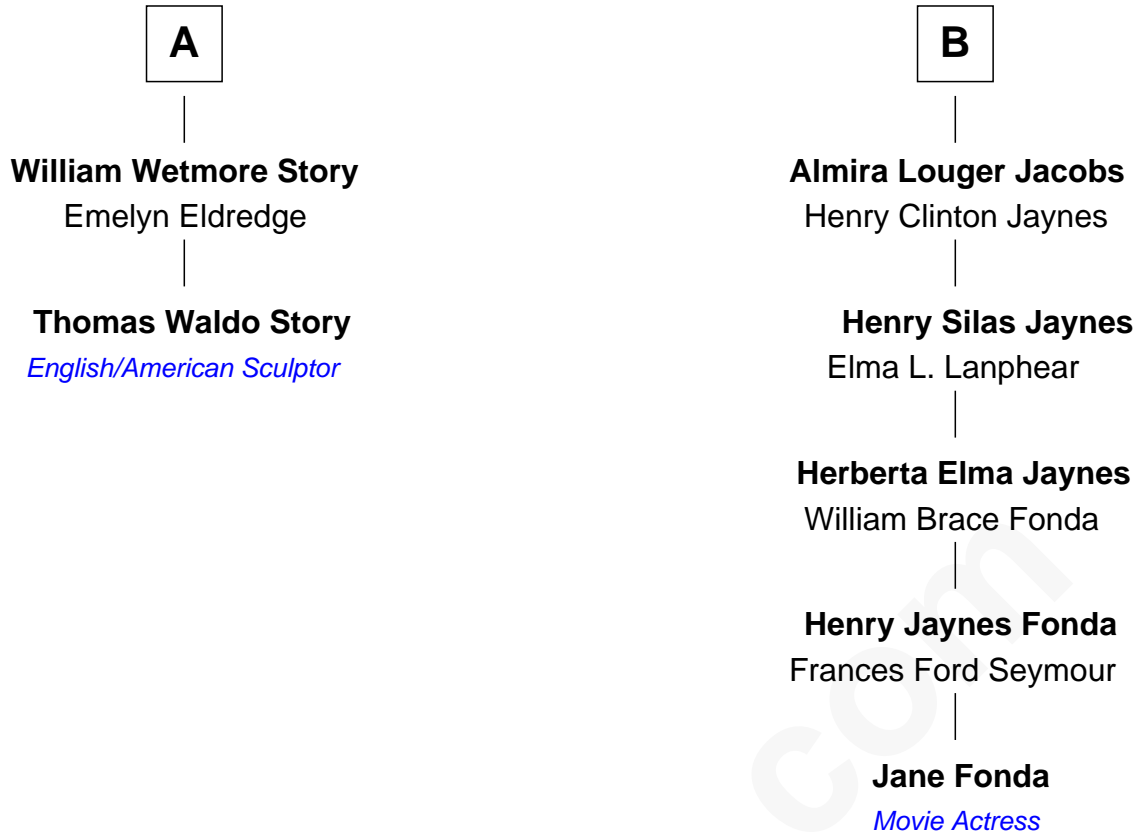 A
William Wetmore Story
Emelyn Eldredge
Thomas Waldo Story
English/American Sculptor
B
Almira Louger Jacobs
Henry Clinton Jaynes
Henry Silas Jaynes
Elma L. Lanphear
Herberta Elma Jaynes
William Brace Fonda
Henry Jaynes Fonda
Frances Ford Seymour
Jane Fonda
Movie Actress
com